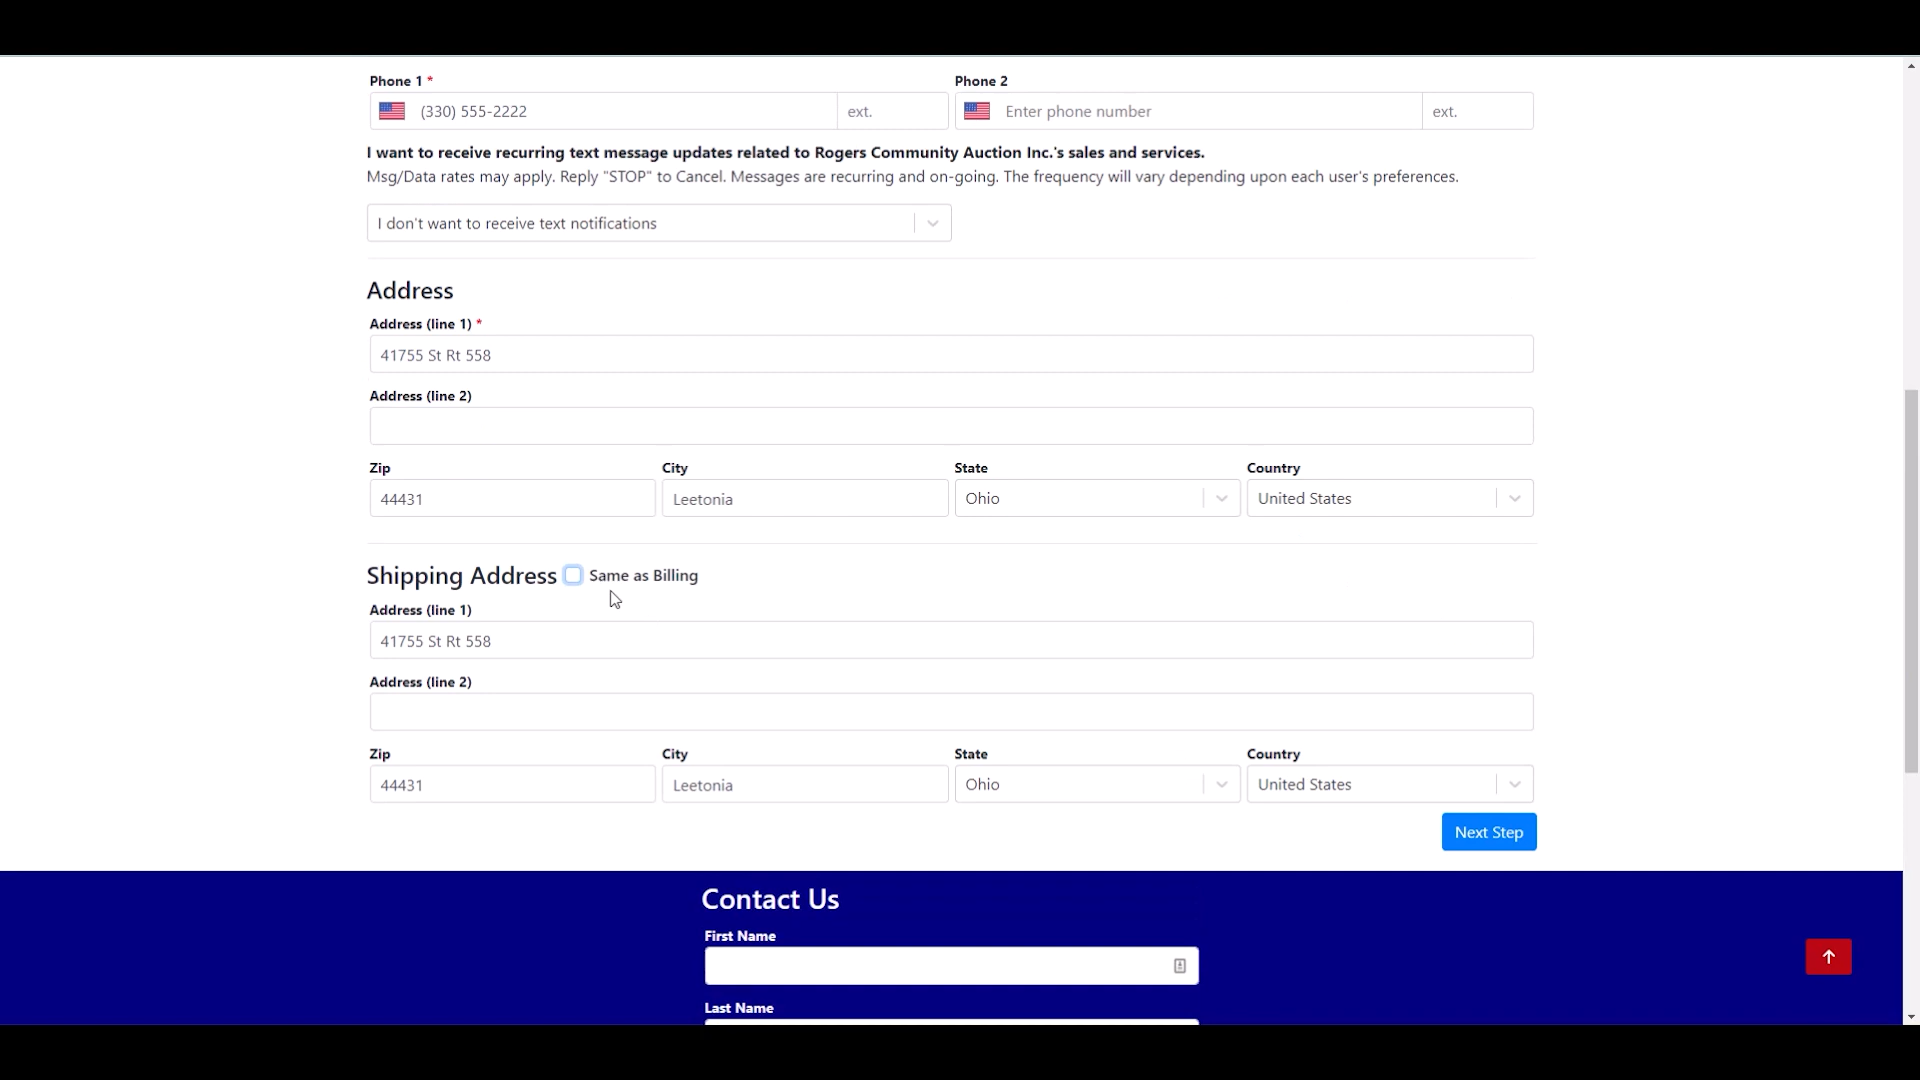 Phone 1 *
Phone 2
(330) 555-2222
ext.
Enter phone number
ext.
I want to receive recurring text message updates related to Rogers Community Auction Inc.'s sales and services.
Msg/Data rates may apply. Reply "STOP" to Cancel. Messages are recurring and on-going. The frequency will vary depending upon each user's preferences.
I don't want to receive text notifications
Address
Address (line 1) *
41755 St Rt 558
Address (line 2)
Zip
City
State
Country
44431
Leetonia
Ohio
United States
Shipping Address
Same as Billing
Address (line 1)
41755 St Rt 558
Address (line 2)
Zip
City
State
Country
44431
Leetonia
Ohio
United States
Next Step
Contact Us
First Name
Last Name